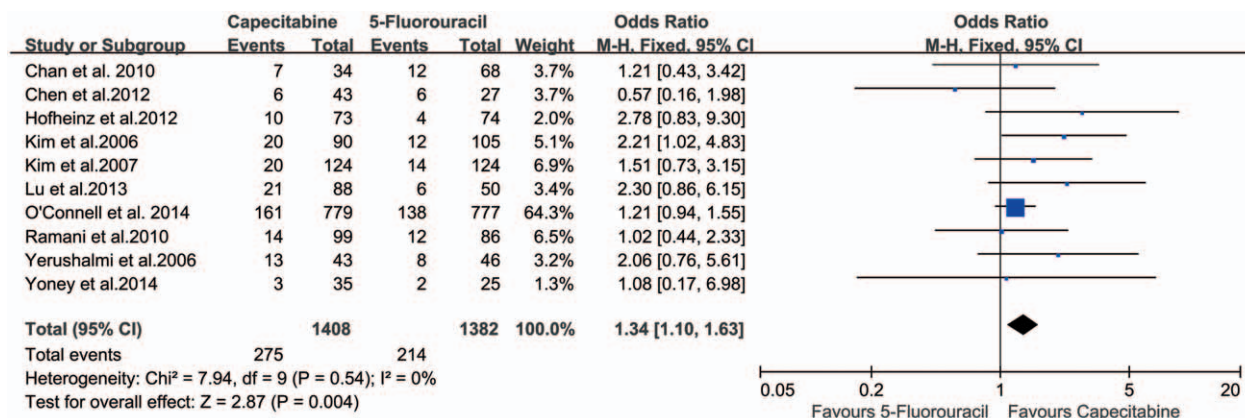 Capecitabine 5-Fluorouracil Odds Ratio Odds Ratio
Study or Subgroup Events Total Events Total Weight M-H. Fixed. 95% CI M-H. Fixed. 95% CI
Chan et al. 2010 7 34 12 68 3.7% 1.21 [0.43, 3.42]
Chen et al.2012 6 43 6 27 3.7% 0.57 [0.16, 1.98]
Hofheinz et al.2012 10 73 4 74 2.0% 2.78 [0.83, 9.30]
Kim et al.2006 20 90 12 105 5.1% 2.21 [1.02, 4.83]
Kim et al.2007 20 124 14 124 6.9% 1.51 [0.73, 3.15]
Lu et al.2013 21 88 6 50 3.4% 2.30 [0.86, 6.15]
O'Connell et al. 2014 161 779 138 777 64.3% 1.21 [0.94, 1.55]
Ramani et al.2010 14 99 12 86 6.5% 1.02 [0.44, 2.33]
Yerushalmi et al.2006 13 43 8 46 3.2% 2.06 [0.76, 5.61]
Yoney et al.2014 3 35 2 25 1.3% 1.08 [0.17, 6.98]
Total (95% CI) 1408 1382 100.0% 1.34 [1.10, 1.63]
Total events 275 214
Heterogeneity: Chi² = 7.94, df = 9 (P = 0.54); I² = 0%
Test for overall effect: Z = 2.87 (P = 0.004)
0.05 0.2 1 5 20
Favours 5-Fluorouracil Favours Capecitabine